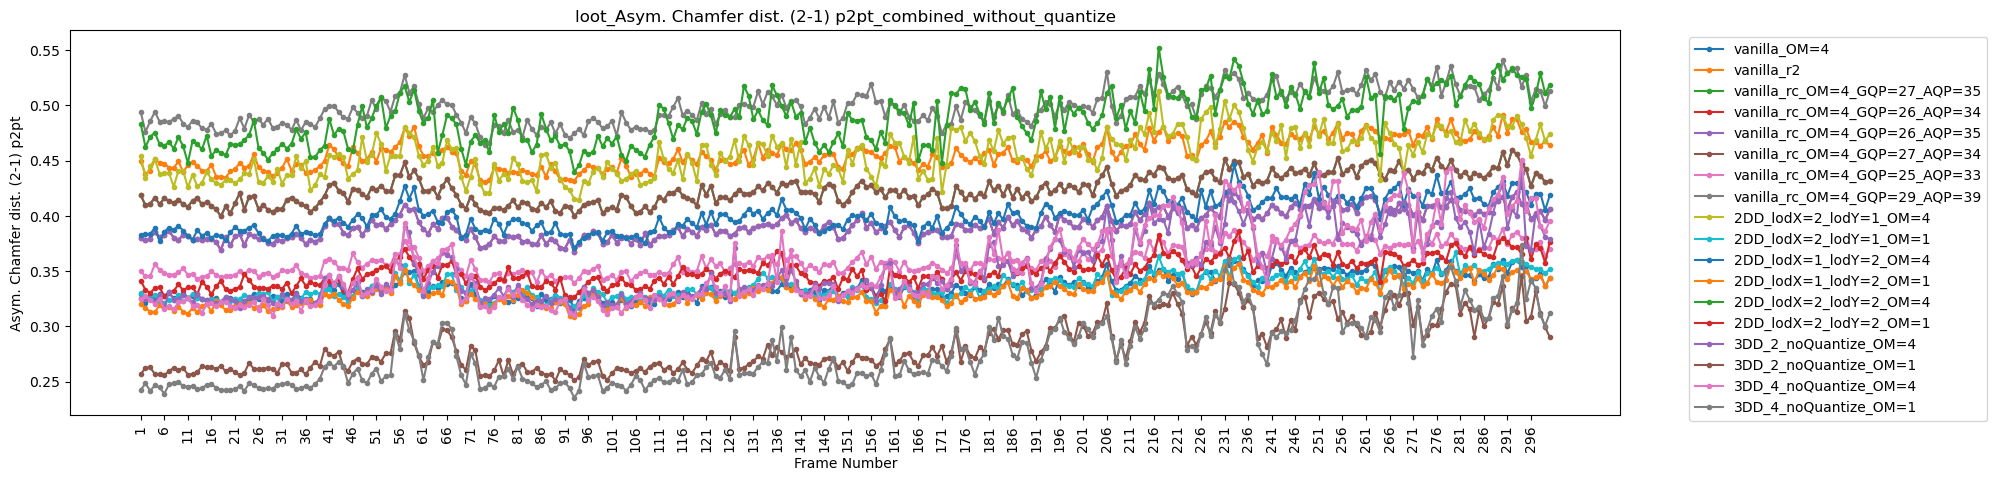 loot_Asym. Chamfer dist. (2-1) p2pt_combined_without_quantize
Asym. Chamfer dist. (2-1) p2pt
0.55
0.50
0.45
0.40
0.35
0.30
0.25
1 6 11 16 21 26 31 36 41 46 51 56 61 66 71 76 81 86 91 96 101 106 111 116 121 126 131 136 141 146 151 156 161 166 171 176 181 186 191 196 201 206 211 216 221 226 231 236 241 246 251 256 261 266 271 276 281 286 291 296
Frame Number
vanilla_OM=4
vanilla_r2
vanilla_rc_OM=4_GQP=27_AQP=35
vanilla_rc_OM=4_GQP=26_AQP=34
vanilla_rc_OM=4_GQP=26_AQP=35
vanilla_rc_OM=4_GQP=27_AQP=34
vanilla_rc_OM=4_GQP=25_AQP=33
vanilla_rc_OM=4_GQP=29_AQP=39
2DD_lodX=2_lodY=1_OM=4
2DD_lodX=2_lodY=1_OM=1
2DD_lodX=1_lodY=2_OM=4
2DD_lodX=1_lodY=2_OM=1
2DD_lodX=2_lodY=2_OM=4
2DD_lodX=2_lodY=2_OM=1
3DD_2_noQuantize_OM=4
3DD_2_noQuantize_OM=1
3DD_4_noQuantize_OM=4
3DD_4_noQuantize_OM=1